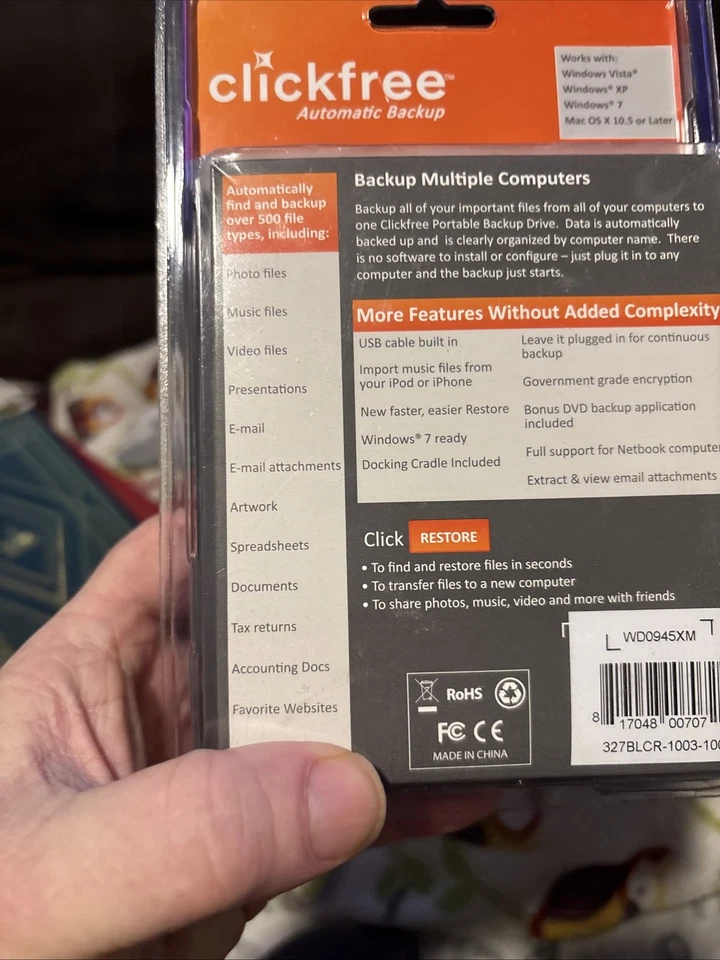 clickfree™
Automatic Backup
Works with:
Windows Vista®
Windows® XP
Windows® 7
Mac OS X 10.5 or Later
Automatically
find and backup
over 500 file
types, including:
Photo files
Music files
Video files
Presentations
E-mail
E-mail attachments
Artwork
Spreadsheets
Documents
Tax returns
Accounting Docs
Favorite Websites
Backup Multiple Computers
Backup all of your important files from all of your computers to
one Clickfree Portable Backup Drive. Data is automatically
backed up and is clearly organized by computer name. There
is no software to install or configure – just plug it in to any
computer and the backup just starts.
More Features Without Added Complexity
USB cable built in
Import music files from
your iPod or iPhone
New faster, easier Restore
Windows® 7 ready
Docking Cradle Included
Leave it plugged in for continuous
backup
Government grade encryption
Bonus DVD backup application
included
Full support for Netbook computer
Extract & view email attachments
Click RESTORE
• To find and restore files in seconds
• To transfer files to a new computer
• To share photos, music, video and more with friends
RoHS
FC CE
MADE IN CHINA
WD0945XM
8 17048 00707
327BLCR-1003-100